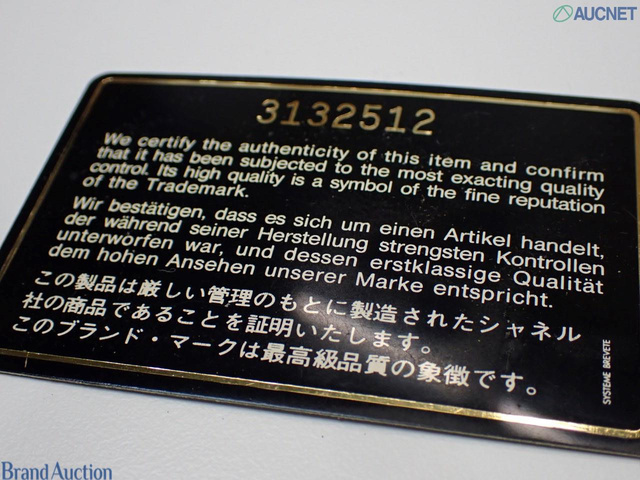 AUCNET
3132512
We certify the authenticity of this item and confirm
that it has been subjected to the most exacting quality
control. Its high quality is a symbol of the fine reputation
of the Trademark.
Wir bestätigen, dass es sich um einen Artikel handelt,
der während seiner Herstellung strengsten Kontrollen
unterworfen war, und dessen erstklassige Qualität
dem hohen Ansehen unserer Marke entspricht.
この製品は厳しい管理のもとに製造されたシャネル
社の商品であることを証明いたします。
このブランド・マークは最高級品質の象徴です。
SYSTEME BREVETE
Brand Auction